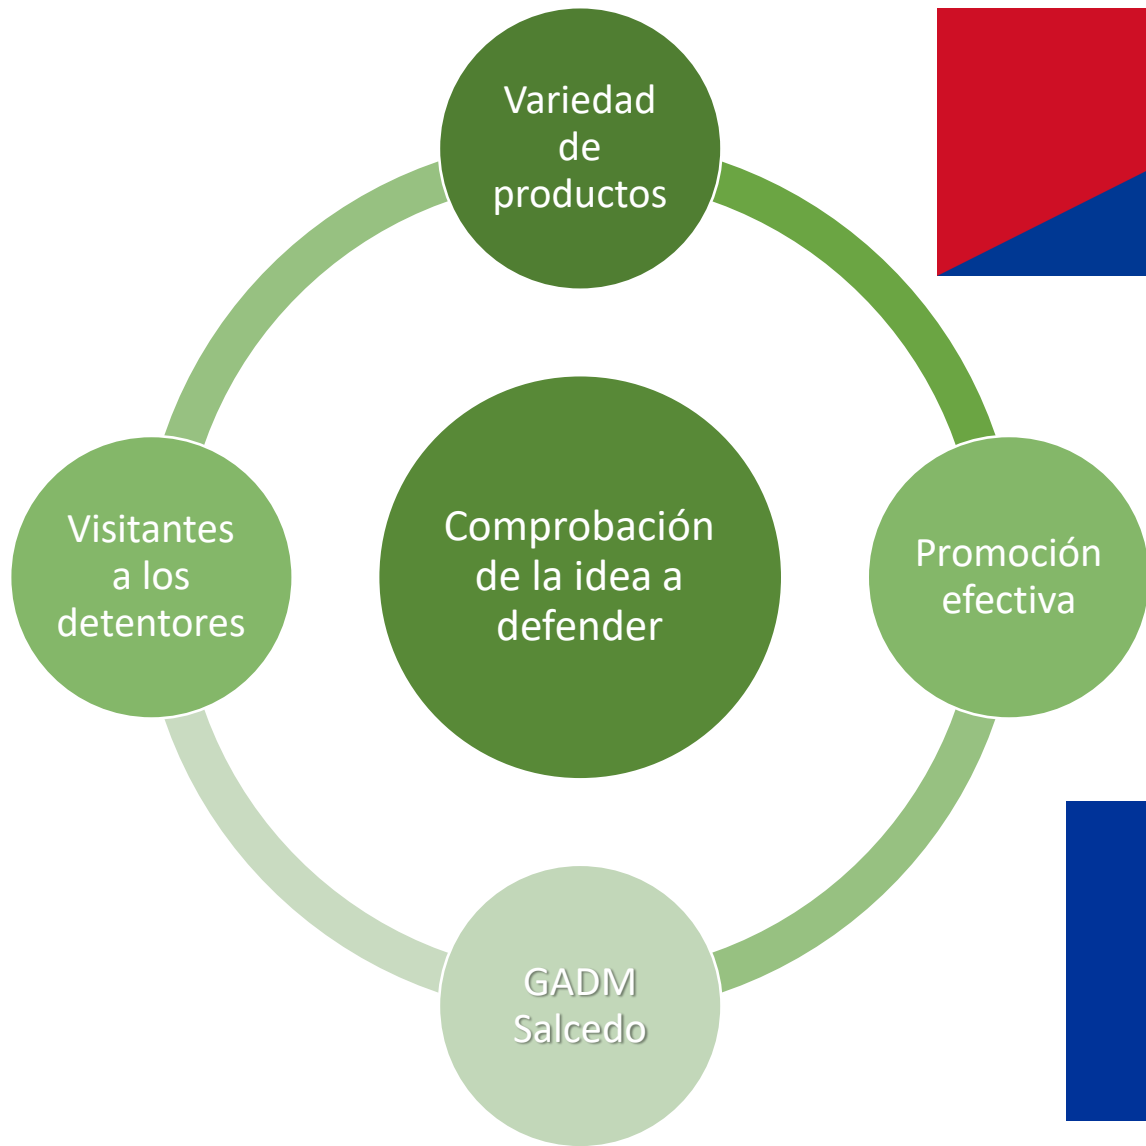 Variedad
de
productos
Visitantes
a los
detentores
Comprobación
de la idea a
defender
Promoción
efectiva
GADM
Salcedo